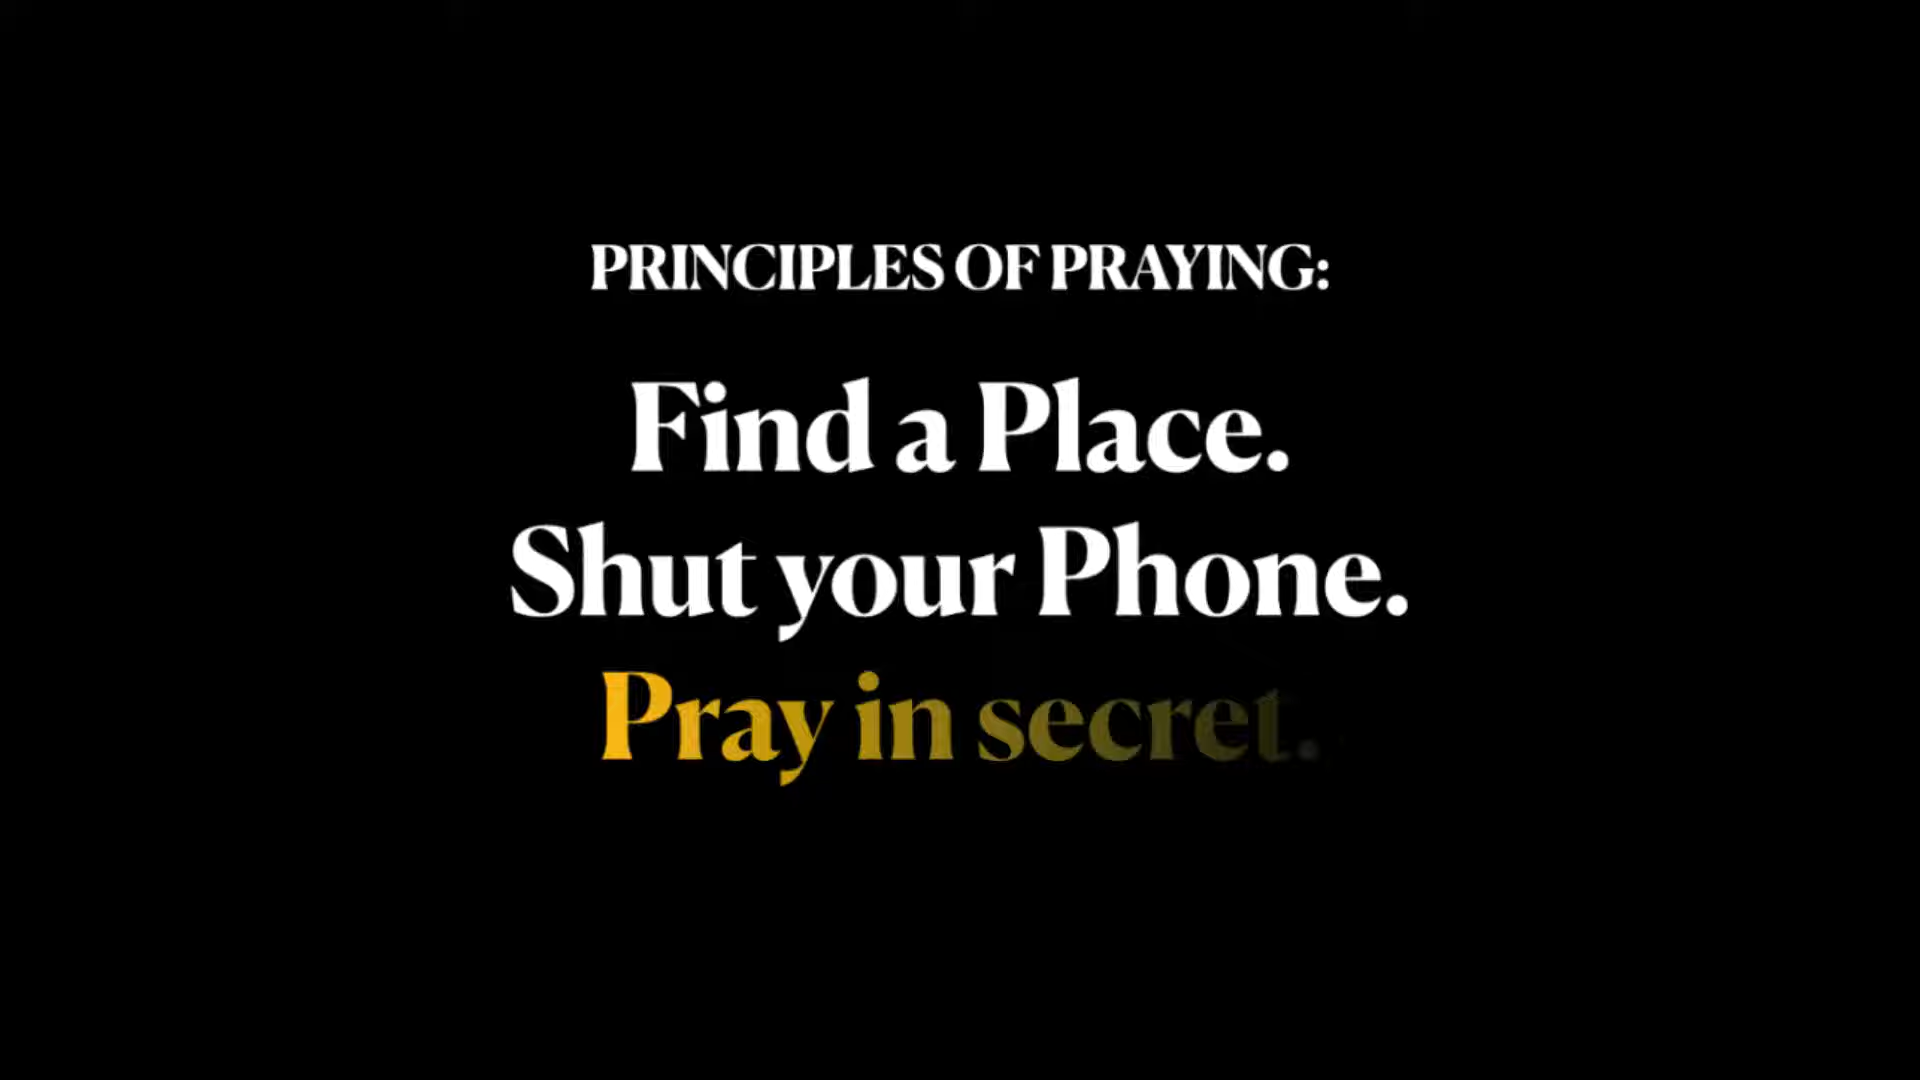 PRINCIPLES OF PRAYING:
Find a Place.
Shut your Phone.
Pray in secret.